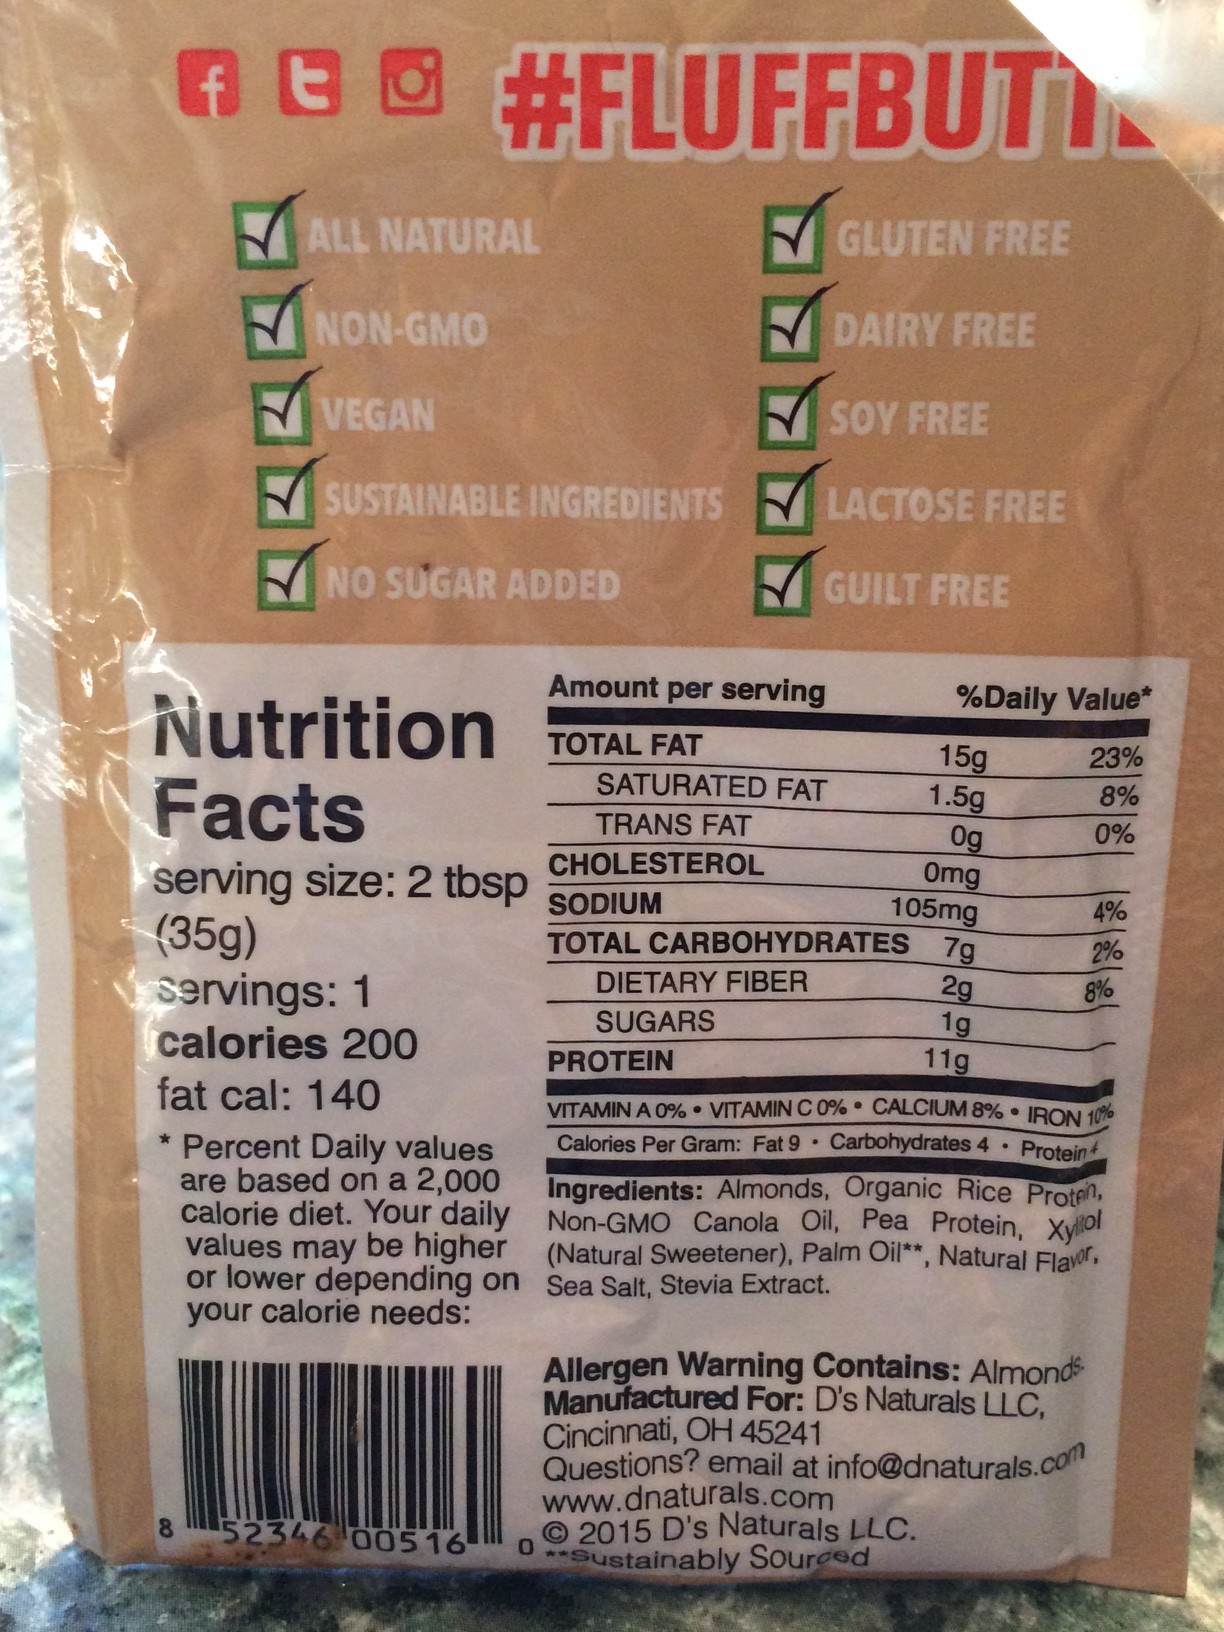 #FLUFFBUTT
ALL NATURAL
NON-GMO
VEGAN
SUSTAINABLE INGREDIENTS
NO SUGAR ADDED
GLUTEN FREE
DAIRY FREE
SOY FREE
LACTOSE FREE
GUILT FREE
Nutrition
Facts
serving size: 2 tbsp
(35g)
servings: 1
calories 200
fat cal: 140
* Percent Daily values
are based on a 2,000
calorie diet. Your daily
values may be higher
or lower depending on
your calorie needs:
8 52346 00516 0
Amount per serving %Daily Value*
TOTAL FAT 15g 23%
SATURATED FAT 1.5g 8%
TRANS FAT 0g 0%
CHOLESTEROL 0mg
SODIUM 105mg 4%
TOTAL CARBOHYDRATES 7g 2%
DIETARY FIBER 2g 8%
SUGARS 1g
PROTEIN 11g
VITAMIN A 0% • VITAMIN C 0% • CALCIUM 8% • IRON 10%
Calories Per Gram: Fat 9 • Carbohydrates 4 • Protein 4
Ingredients: Almonds, Organic Rice Protein,
Non-GMO Canola Oil, Pea Protein, Xylitol
(Natural Sweetener), Palm Oil**, Natural Flavor,
Sea Salt, Stevia Extract.
Allergen Warning Contains: Almonds.
Manufactured For: D's Naturals LLC,
Cincinnati, OH 45241
Questions? email at info@dnaturals.com
www.dnaturals.com
© 2015 D's Naturals LLC.
**Sustainably Sourced